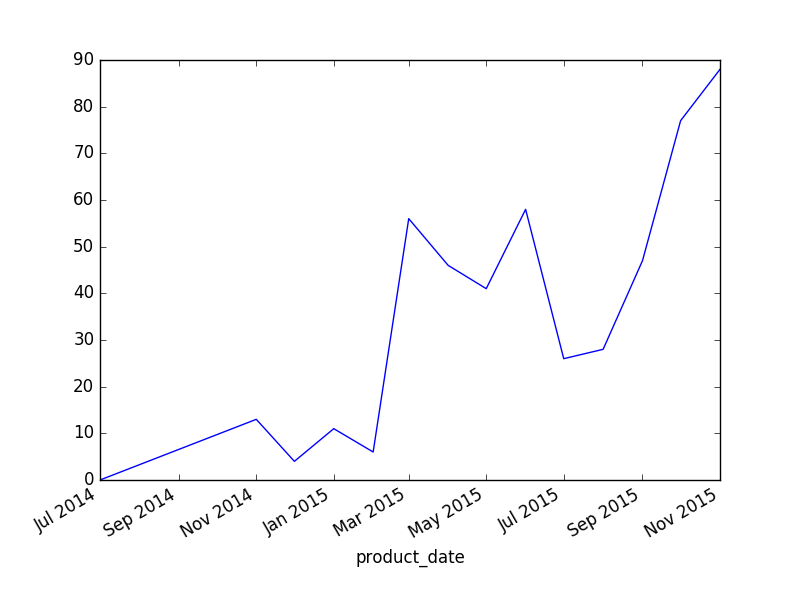 90
80
70
60
50
40
30
20
10
0
Jul 2014
Sep 2014
Nov 2014
Jan 2015
Mar 2015
May 2015
Jul 2015
Sep 2015
Nov 2015
product_date